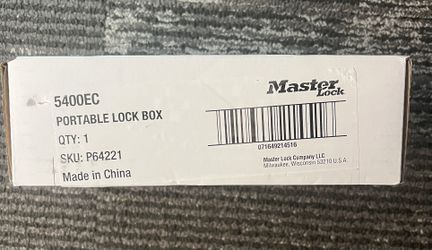 5400EC
Master Lock
PORTABLE LOCK BOX
QTY: 1
SKU: P64221
071649214516
Master Lock Company LLC
Milwaukee, Wisconsin 53210 U.S.A.
Made in China